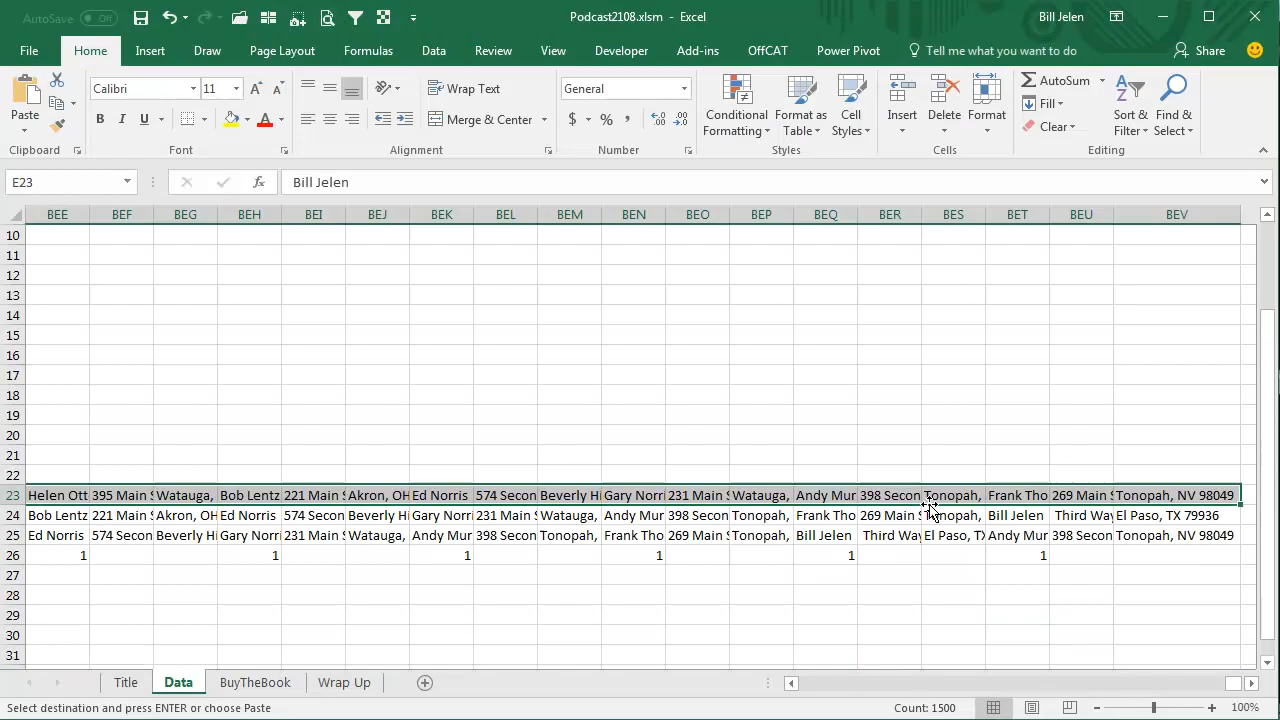 AutoSave Off Podcast2108.xlsm - Excel Bill Jelen
File Home Insert Draw Page Layout Formulas Data Review View Developer Add-ins OffCAT Power Pivot Tell me what you want to do Share
Paste Calibri 11 A A Wrap Text General Conditional Formatting Format as Table Cell Styles Insert Delete Format AutoSum Sort & Filter Find & Select
B I U A Merge & Center $ % , Fill
Clear
Clipboard Font Alignment Number Styles Cells Editing
E23 fx Bill Jelen
BEE BEF BEG BEH BEI BEJ BEK BEL BEM BEN BEO BEP BEQ BER BES BET BEU BEV
10
11
12
13
14
15
16
17
18
19
20
21
22
23 Helen Ott 395 Main S Watauga, Bob Lentz 221 Main S Akron, OH Ed Norris 574 Secon Beverly Hi Gary Norri 231 Main S Watauga, Andy Mur 398 Secon Tonopah, Frank Tho 269 Main S Tonopah, NV 98049
24 Bob Lentz 221 Main S Akron, OH Ed Norris 574 Secon Beverly Hi Gary Norri 231 Main S Watauga, Andy Mur 398 Secon Tonopah, Frank Tho 269 Main S Tonopah, Bill Jelen Third Way El Paso, TX 79936
25 Ed Norris 574 Secon Beverly Hi Gary Norri 231 Main S Watauga, Andy Mur 398 Secon Tonopah, Frank Tho 269 Main S Tonopah, Bill Jelen Third Way El Paso, TX Andy Mur 398 Secon Tonopah, NV 98049
26 1 1 1 1 1 1
27
28
29
30
31
Title Data BuyTheBook Wrap Up
Select destination and press ENTER or choose Paste Count: 1500 100%